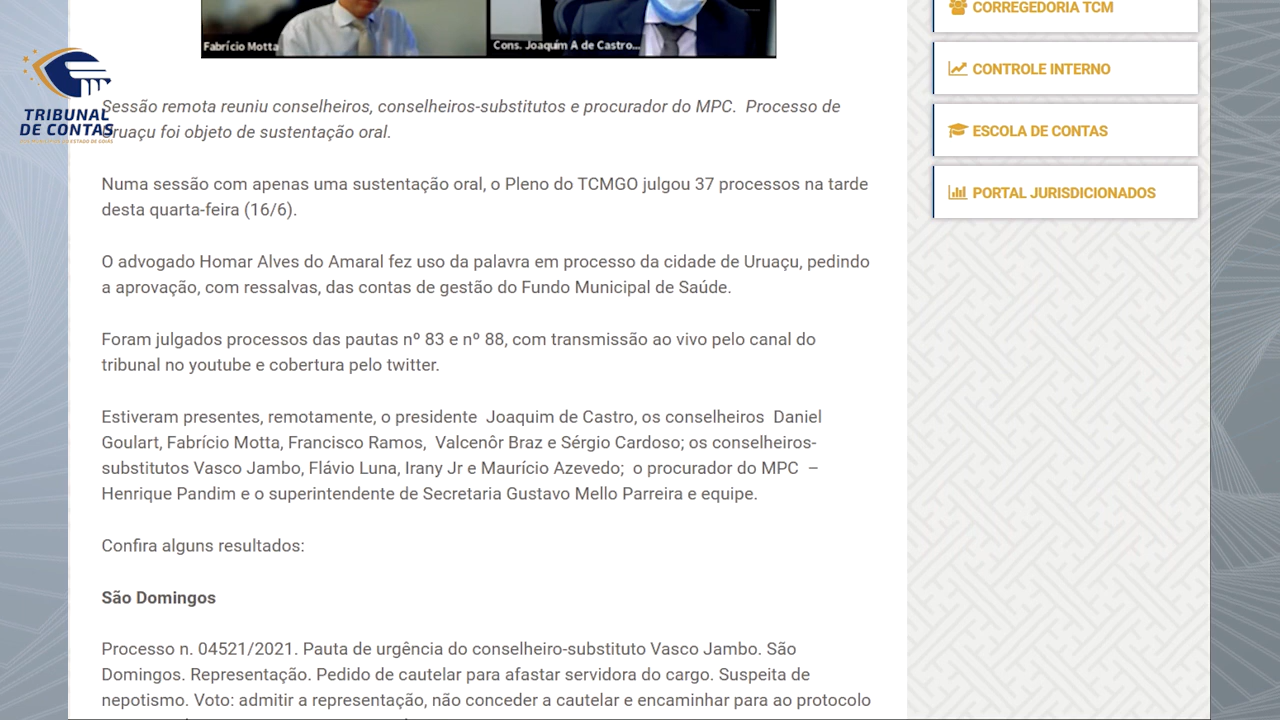 Fabrício Motta
Cons. Joaquim A de Castro...
CORREGEDORIA TCM
CONTROLE INTERNO
ESCOLA DE CONTAS
PORTAL JURISDICIONADOS
TRIBUNAL
DE CONTAS
Sessão remota reuniu conselheiros, conselheiros-substitutos e procurador do MPC.  Processo de
Uruaçu foi objeto de sustentação oral.
Numa sessão com apenas uma sustentação oral, o Pleno do TCMGO julgou 37 processos na tarde
desta quarta-feira (16/6).
O advogado Homar Alves do Amaral fez uso da palavra em processo da cidade de Uruaçu, pedindo
a aprovação, com ressalvas, das contas de gestão do Fundo Municipal de Saúde.
Foram julgados processos das pautas nº 83 e nº 88, com transmissão ao vivo pelo canal do
tribunal no youtube e cobertura pelo twitter.
Estiveram presentes, remotamente, o presidente  Joaquim de Castro, os conselheiros  Daniel
Goulart, Fabrício Motta, Francisco Ramos,  Valcenôr Braz e Sérgio Cardoso; os conselheiros-
substitutos Vasco Jambo, Flávio Luna, Irany Jr e Maurício Azevedo;  o procurador do MPC  –
Henrique Pandim e o superintendente de Secretaria Gustavo Mello Parreira e equipe.
Confira alguns resultados:
São Domingos
Processo n. 04521/2021. Pauta de urgência do conselheiro-substituto Vasco Jambo. São
Domingos. Representação. Pedido de cautelar para afastar servidora do cargo. Suspeita de
nepotismo. Voto: admitir a representação, não conceder a cautelar e encaminhar para ao protocolo